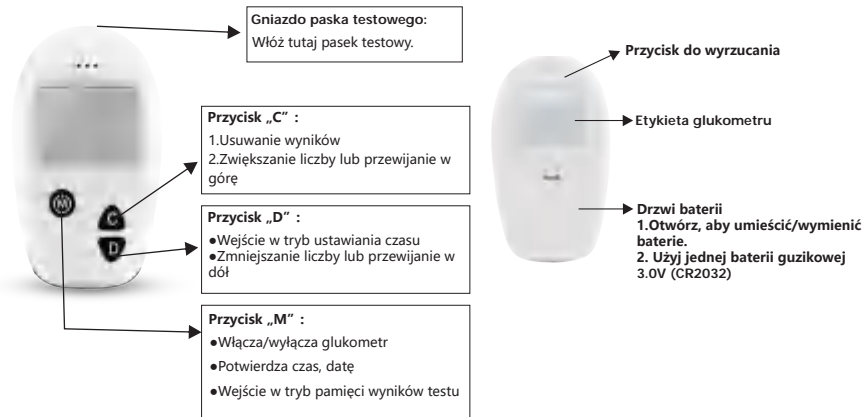 Gniazdo paska testowego:
Włóż tutaj pasek testowy.
Przycisk „C” :
1.Usuwanie wyników
2.Zwiększanie liczby lub przewijanie w
górę
Przycisk „D” :
●Wejście w tryb ustawiania czasu
●Zmniejszanie liczby lub przewijanie w
dół
Przycisk „M” :
●Włącza/wyłącza glukometr
●Potwierdza czas, datę
●Wejście w tryb pamięci wyników testu
M
C
D
Przycisk do wyrzucania
Etykieta glukometru
Drzwi baterii
1.Otwórz, aby umieścić/wymienić
baterie.
2. Użyj jednej baterii guzikowej
3.0V (CR2032)